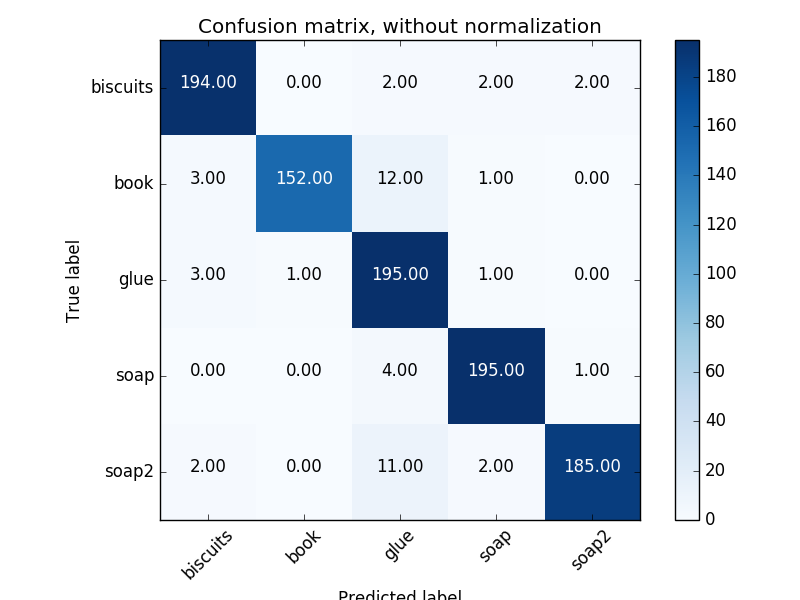 Confusion matrix, without normalization
biscuits 194.00 0.00 2.00 2.00 2.00
book 3.00 152.00 12.00 1.00 0.00
glue 3.00 1.00 195.00 1.00 0.00
soap 0.00 0.00 4.00 195.00 1.00
soap2 2.00 0.00 11.00 2.00 185.00
True label
biscuits book glue soap soap2
Predicted label
180
160
140
120
100
80
60
40
20
0